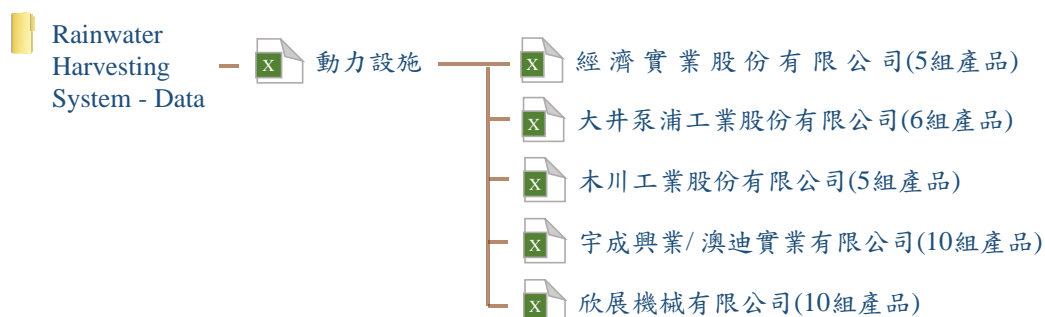 Rainwater
Harvesting
System - Data
X 動力設施
X 經濟實業股份有限公司(5組產品)
X 大井泵浦工業股份有限公司(6組產品)
X 木川工業股份有限公司(5組產品)
X 宇成興業/ 澳迪實業有限公司(10組產品)
X 欣展機械有限公司(10組產品)